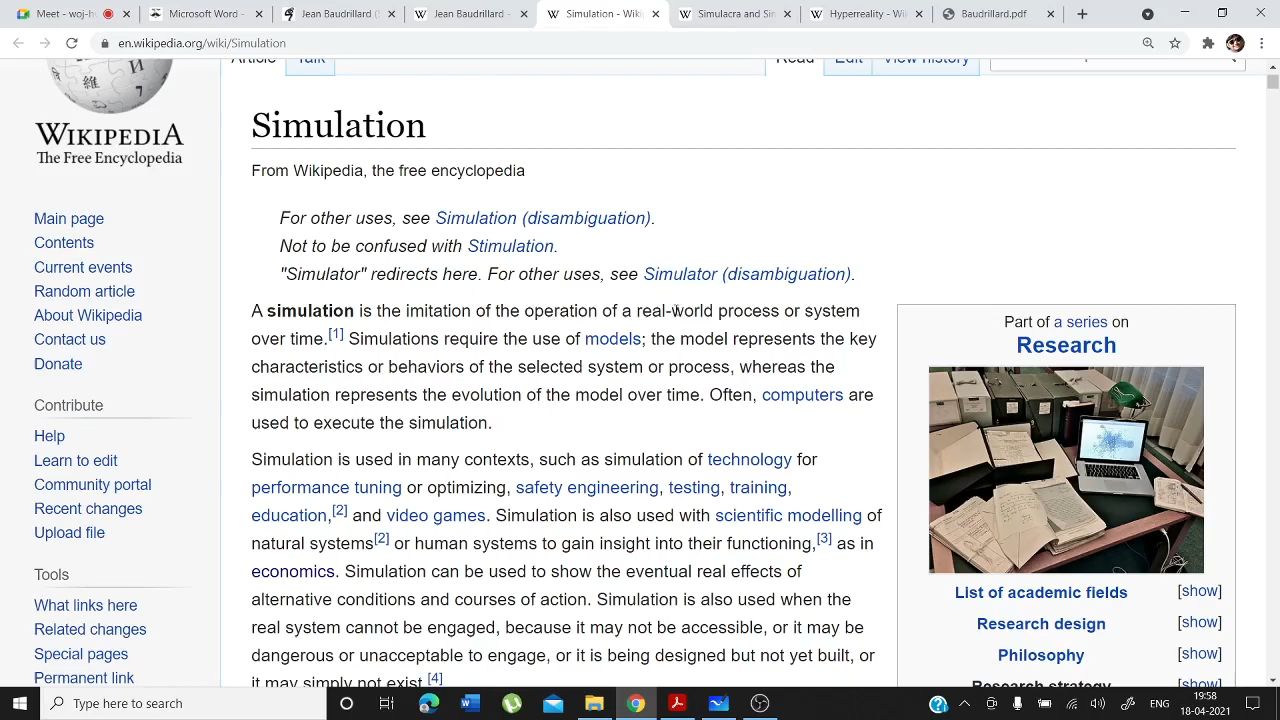 Meet - woj-h
Microsoft Word -
Jean Baudrillard (
Jeanbaudrillard -
Simulation - Wiki
Simulacra and Sim
Hyperreality - Wi
Baudrillard.pdf
en.wikipedia.org/wiki/Simulation
Article
Talk
Read
Edit
View history
WIKIPEDIA
The Free Encyclopedia
Main page
Contents
Current events
Random article
About Wikipedia
Contact us
Donate
Contribute
Help
Learn to edit
Community portal
Recent changes
Upload file
Tools
What links here
Related changes
Special pages
Permanent link
Simulation
From Wikipedia, the free encyclopedia
For other uses, see Simulation (disambiguation).
Not to be confused with Stimulation.
"Simulator" redirects here. For other uses, see Simulator (disambiguation).
A simulation is the imitation of the operation of a real-world process or system
over time.[1] Simulations require the use of models; the model represents the key
characteristics or behaviors of the selected system or process, whereas the
simulation represents the evolution of the model over time. Often, computers are
used to execute the simulation.
Simulation is used in many contexts, such as simulation of technology for
performance tuning or optimizing, safety engineering, testing, training,
education,[2] and video games. Simulation is also used with scientific modelling of
natural systems[2] or human systems to gain insight into their functioning,[3] as in
economics. Simulation can be used to show the eventual real effects of
alternative conditions and courses of action. Simulation is also used when the
real system cannot be engaged, because it may not be accessible, or it may be
dangerous or unacceptable to engage, or it is being designed but not yet built, or
it may simply not exist.[4]
Part of a series on
Research
List of academic fields [show]
Research design [show]
Philosophy [show]
Research strategy [show]
Type here to search
ENG
19:58
18-04-2021